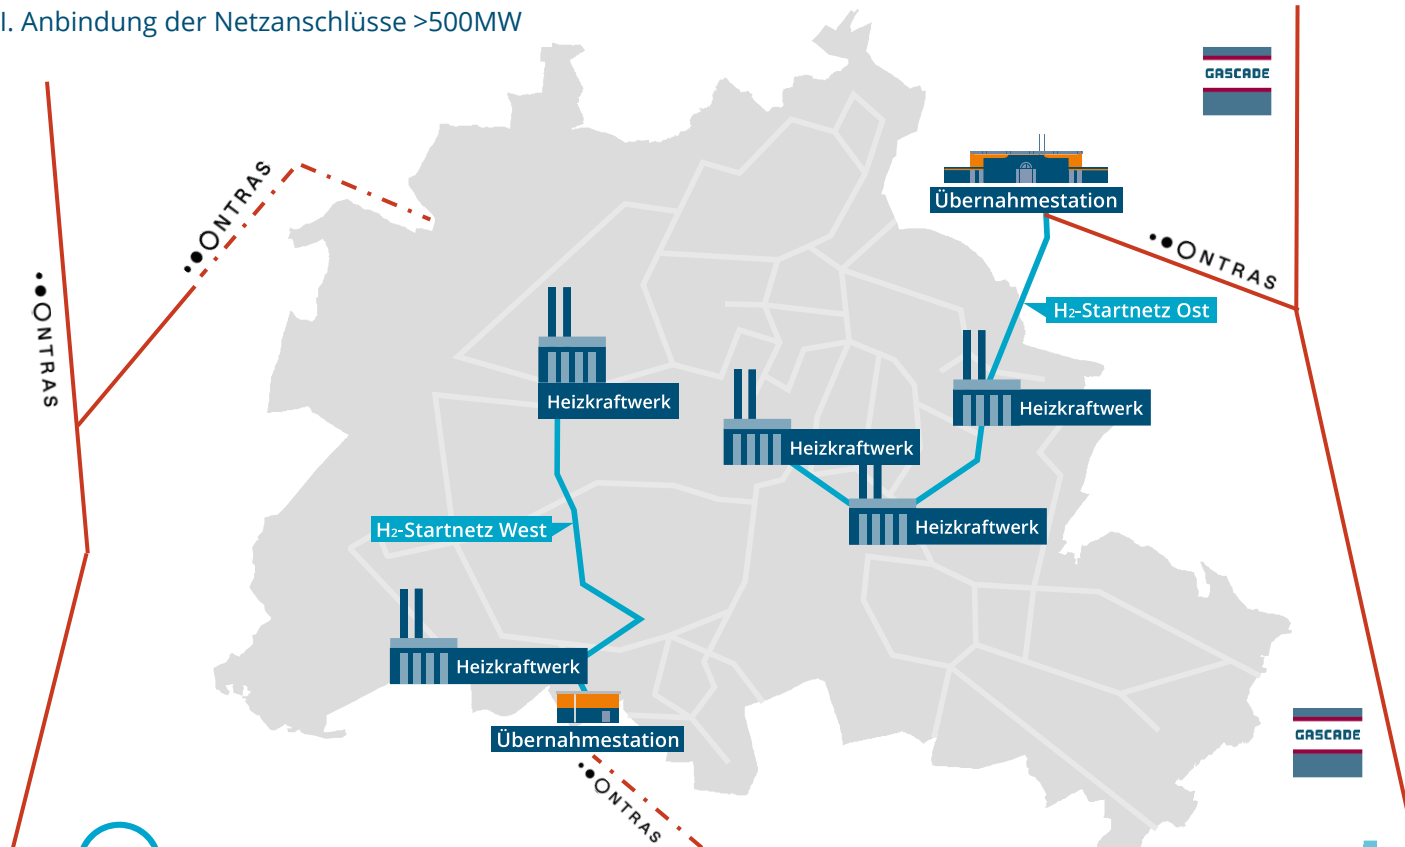 I. Anbindung der Netzanschlüsse >500MW
GASCADE
ONTRAS
Übernahmestation
ONTRAS
ONTRAS
H₂-Startnetz Ost
Heizkraftwerk
Heizkraftwerk
Heizkraftwerk
Heizkraftwerk
H₂-Startnetz West
Heizkraftwerk
Übernahmestation
GASCADE
ONTRAS